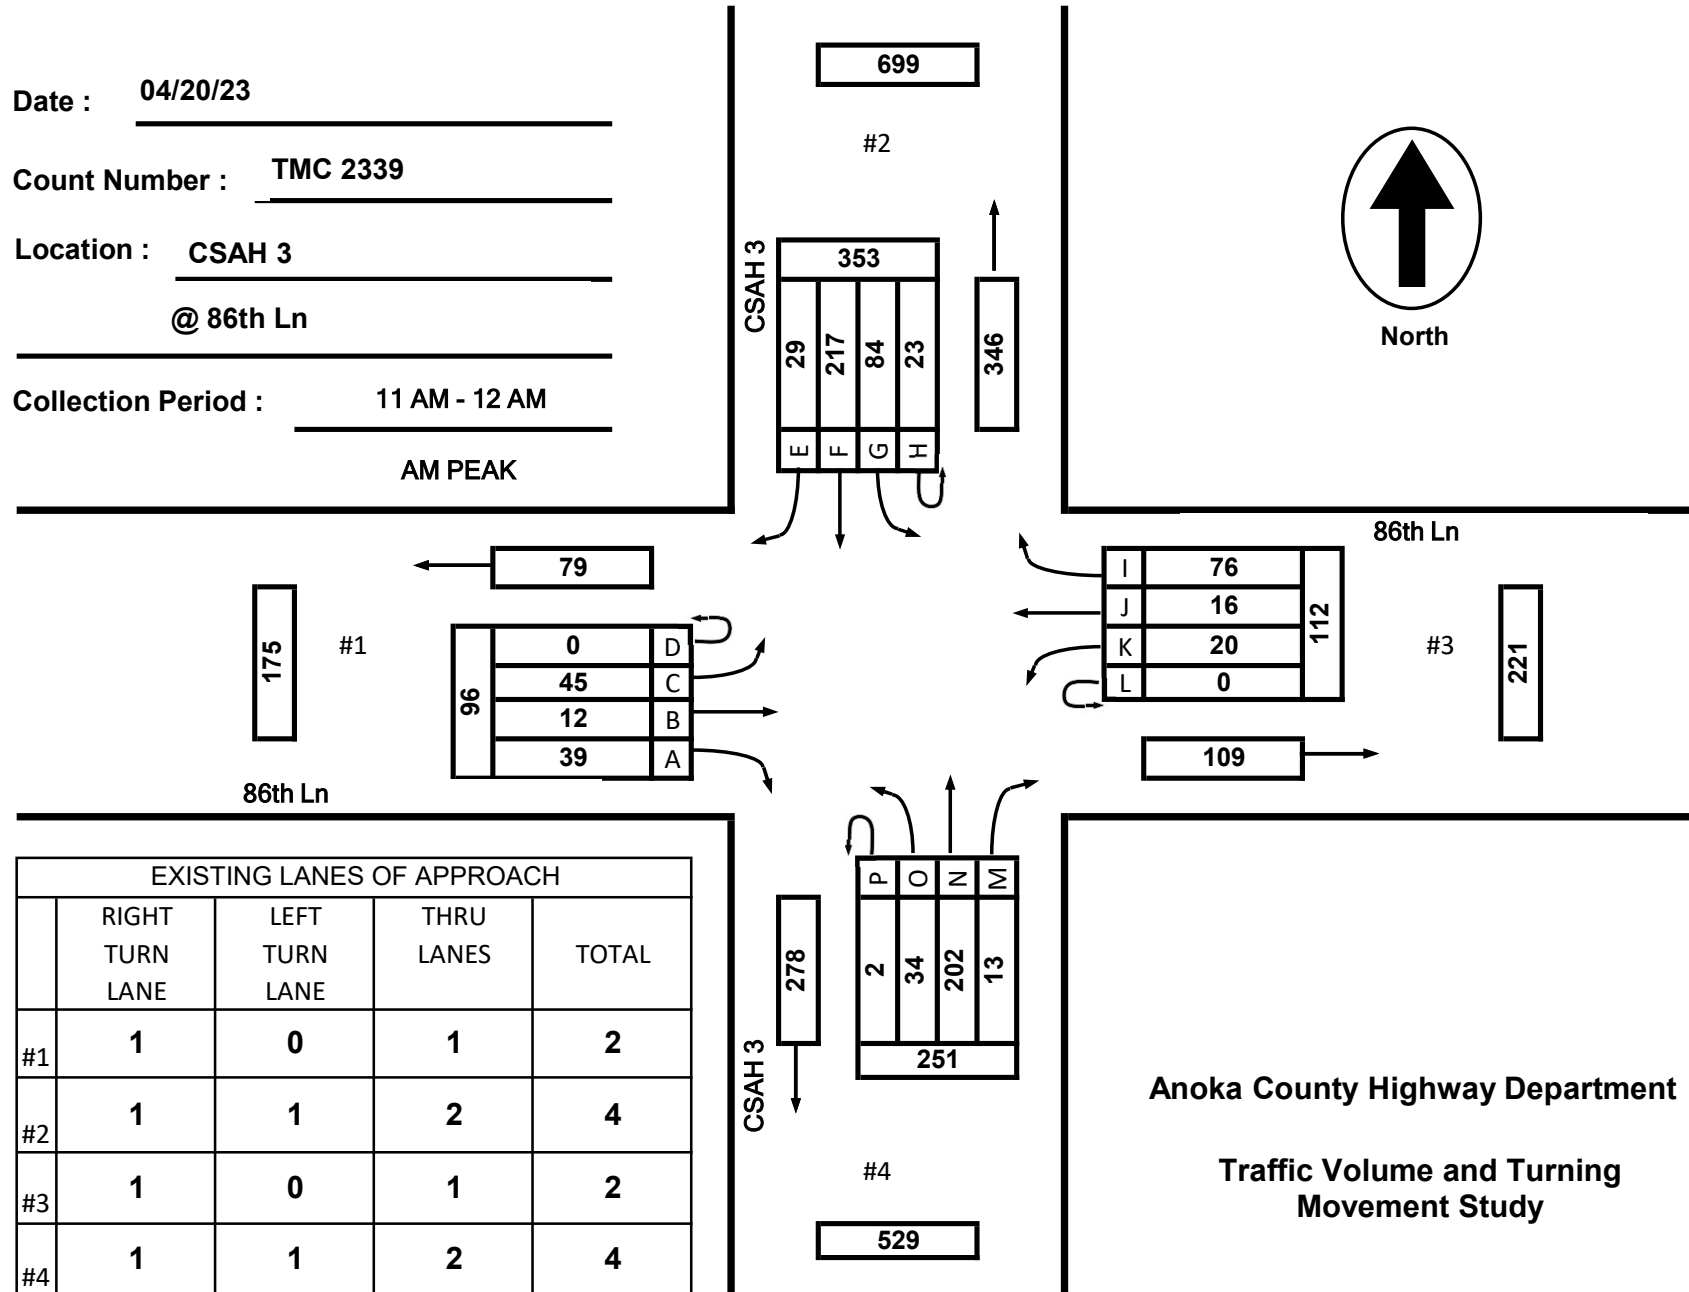 Date : 04/20/23
Count Number : TMC 2339
Location : CSAH 3
@ 86th Ln
Collection Period : 11 AM - 12 AM
AM PEAK
699
#2
CSAH 3
353
29 217 84 23
E F G H
346
North
86th Ln
79
175
#1
96
0 D
45 C
12 B
39 A
86th Ln
I 76
J 16
K 20
L 0
112
#3
221
109
P O N M
2 34 202 13
251
278
CSAH 3
#4
529
EXISTING LANES OF APPROACH
RIGHT LEFT THRU
TURN TURN LANES TOTAL
LANE LANE
#1 1 0 1 2
#2 1 1 2 4
#3 1 0 1 2
#4 1 1 2 4
Anoka County Highway Department
Traffic Volume and Turning
Movement Study